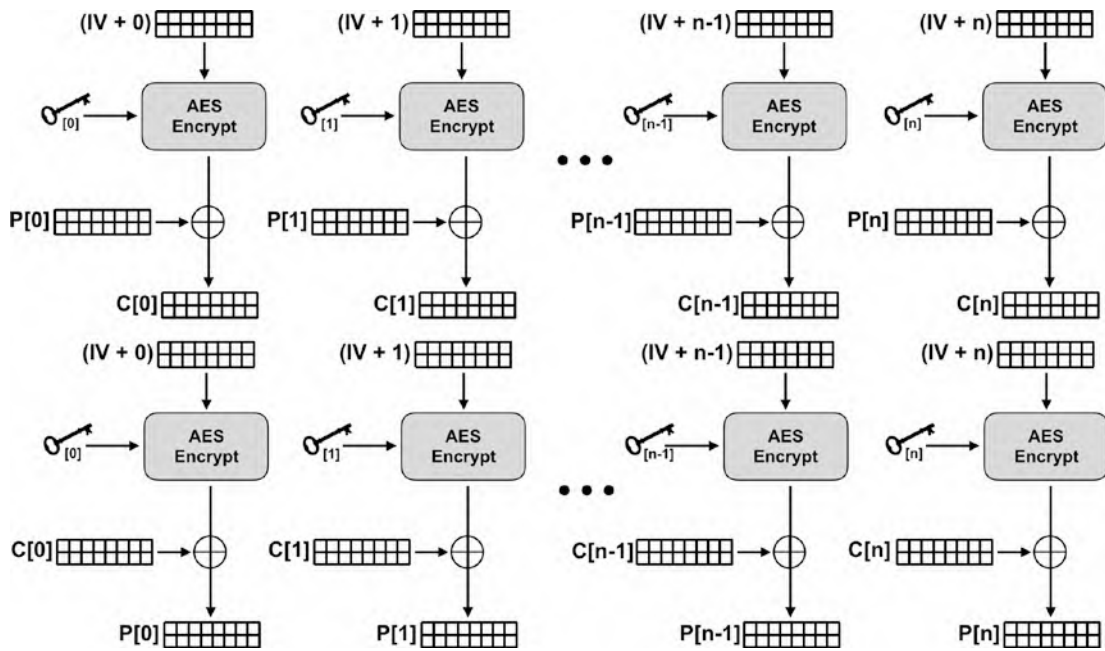 (IV + 0) (IV + 1) (IV + n-1) (IV + n)
[0] AES Encrypt [1] AES Encrypt [n-1] AES Encrypt [n] AES Encrypt
P[0] P[1] P[n-1] P[n]
C[0] C[1] C[n-1] C[n]
(IV + 0) (IV + 1) (IV + n-1) (IV + n)
[0] AES Encrypt [1] AES Encrypt [n-1] AES Encrypt [n] AES Encrypt
C[0] C[1] C[n-1] C[n]
P[0] P[1] P[n-1] P[n]